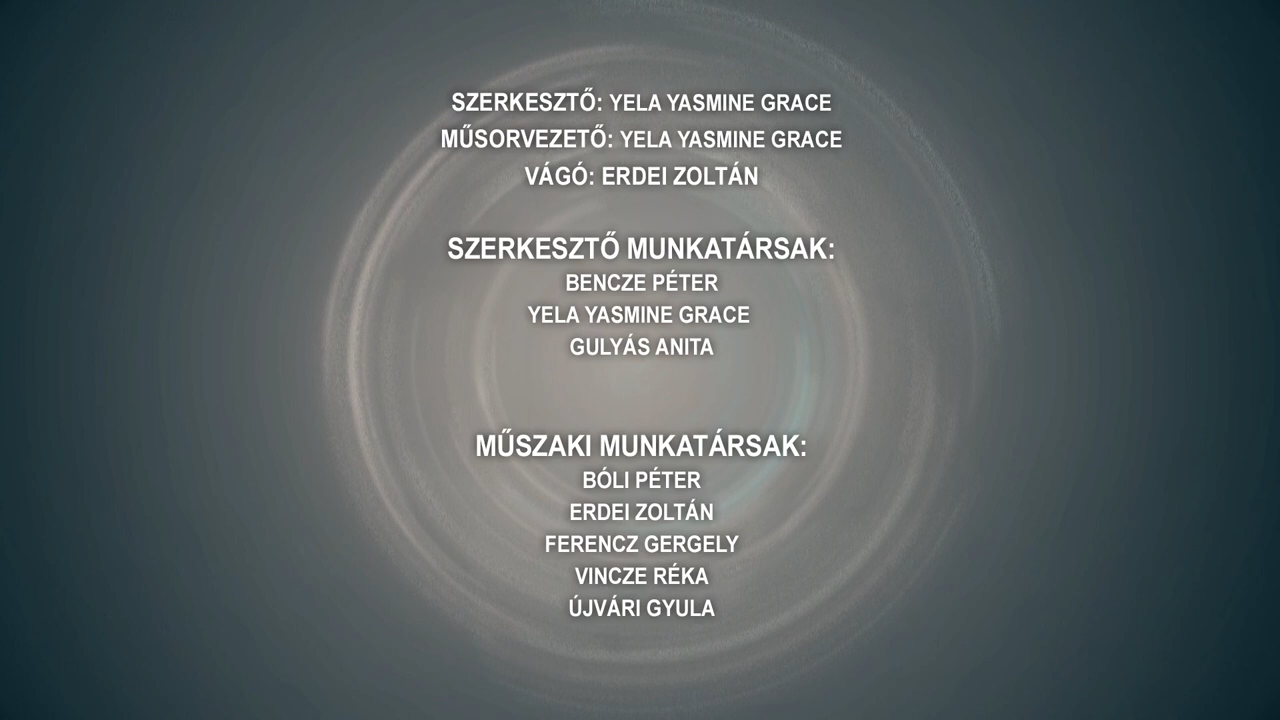 SZERKESZTŐ: YELA YASMINE GRACE
MŰSORVEZETŐ: YELA YASMINE GRACE
VÁGÓ: ERDEI ZOLTÁN
SZERKESZTŐ MUNKATÁRSAK:
BENCZE PÉTER
YELA YASMINE GRACE
GULYÁS ANITA
MŰSZAKI MUNKATÁRSAK:
BÓLI PÉTER
ERDEI ZOLTÁN
FERENCZ GERGELY
VINCZE RÉKA
ÚJVÁRI GYULA